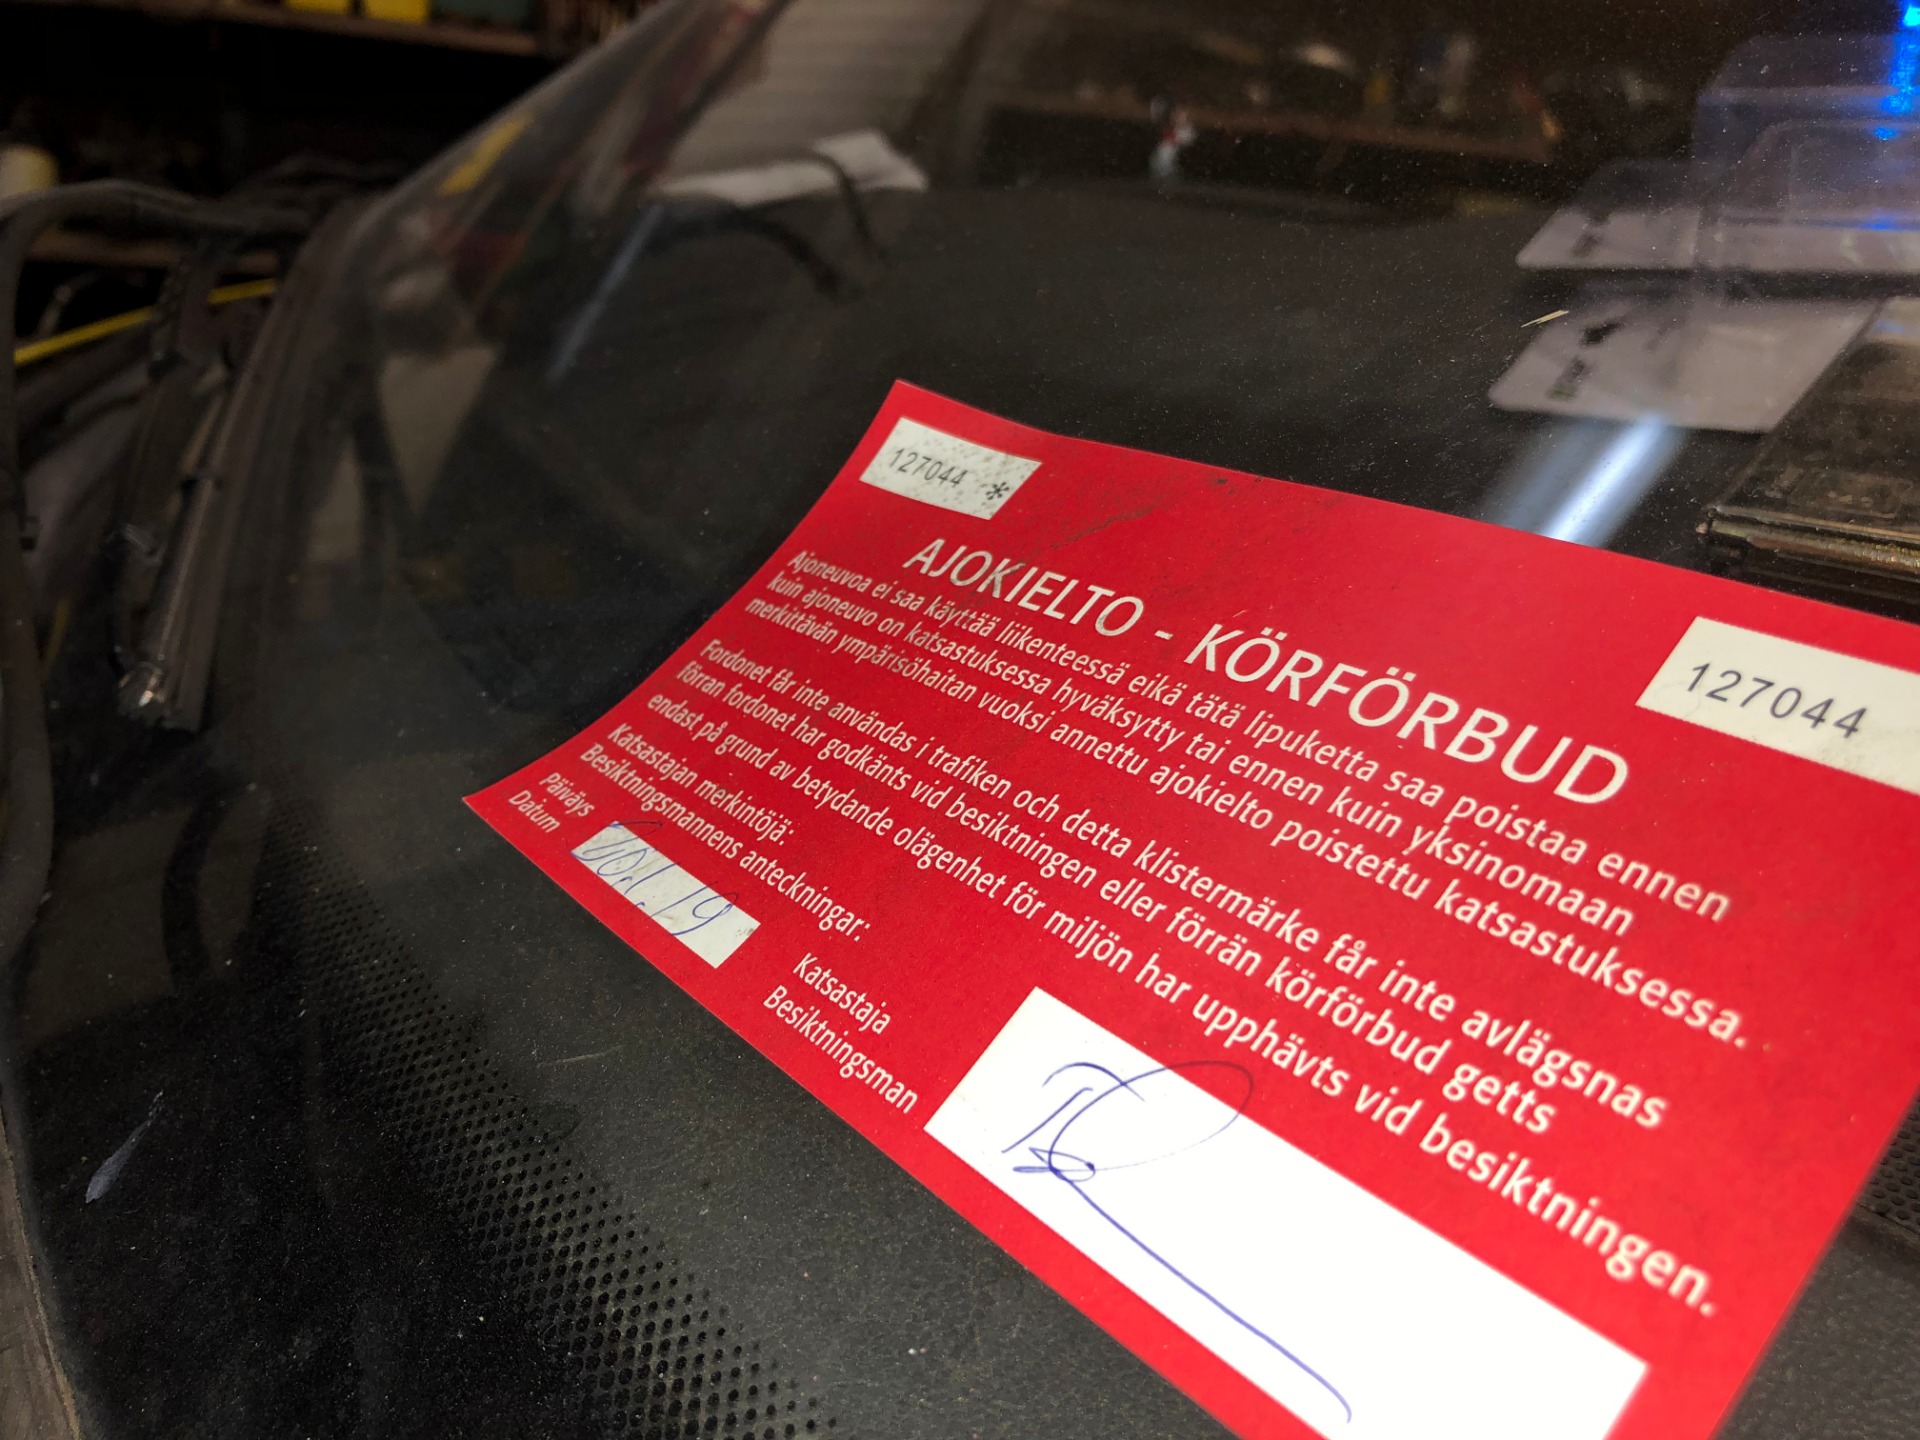 127044 *
127044
AJOKIELTO - KÖRFÖRBUD
Ajoneuvoa ei saa käyttää liikenteessä eikä tätä lipuketta saa poistaa ennen
kuin ajoneuvo on katsastuksessa hyväksytty tai ennen kuin yksinomaan
merkittävän ympärisöhaitan vuoksi annettu ajokielto poistettu katsastuksessa.
Fordonet får inte användas i trafiken och detta klistermärke får inte avlägsnas
förran fordonet har godkänts vid besiktningen eller förrän körförbud getts
endast på grund av betydande olägenhet för miljön har upphävts vid besiktningen.
Katsastajan merkintöjä:
Besiktningsmannens anteckningar:
Päiväys
Datum
Katsastaja
Besiktningsman